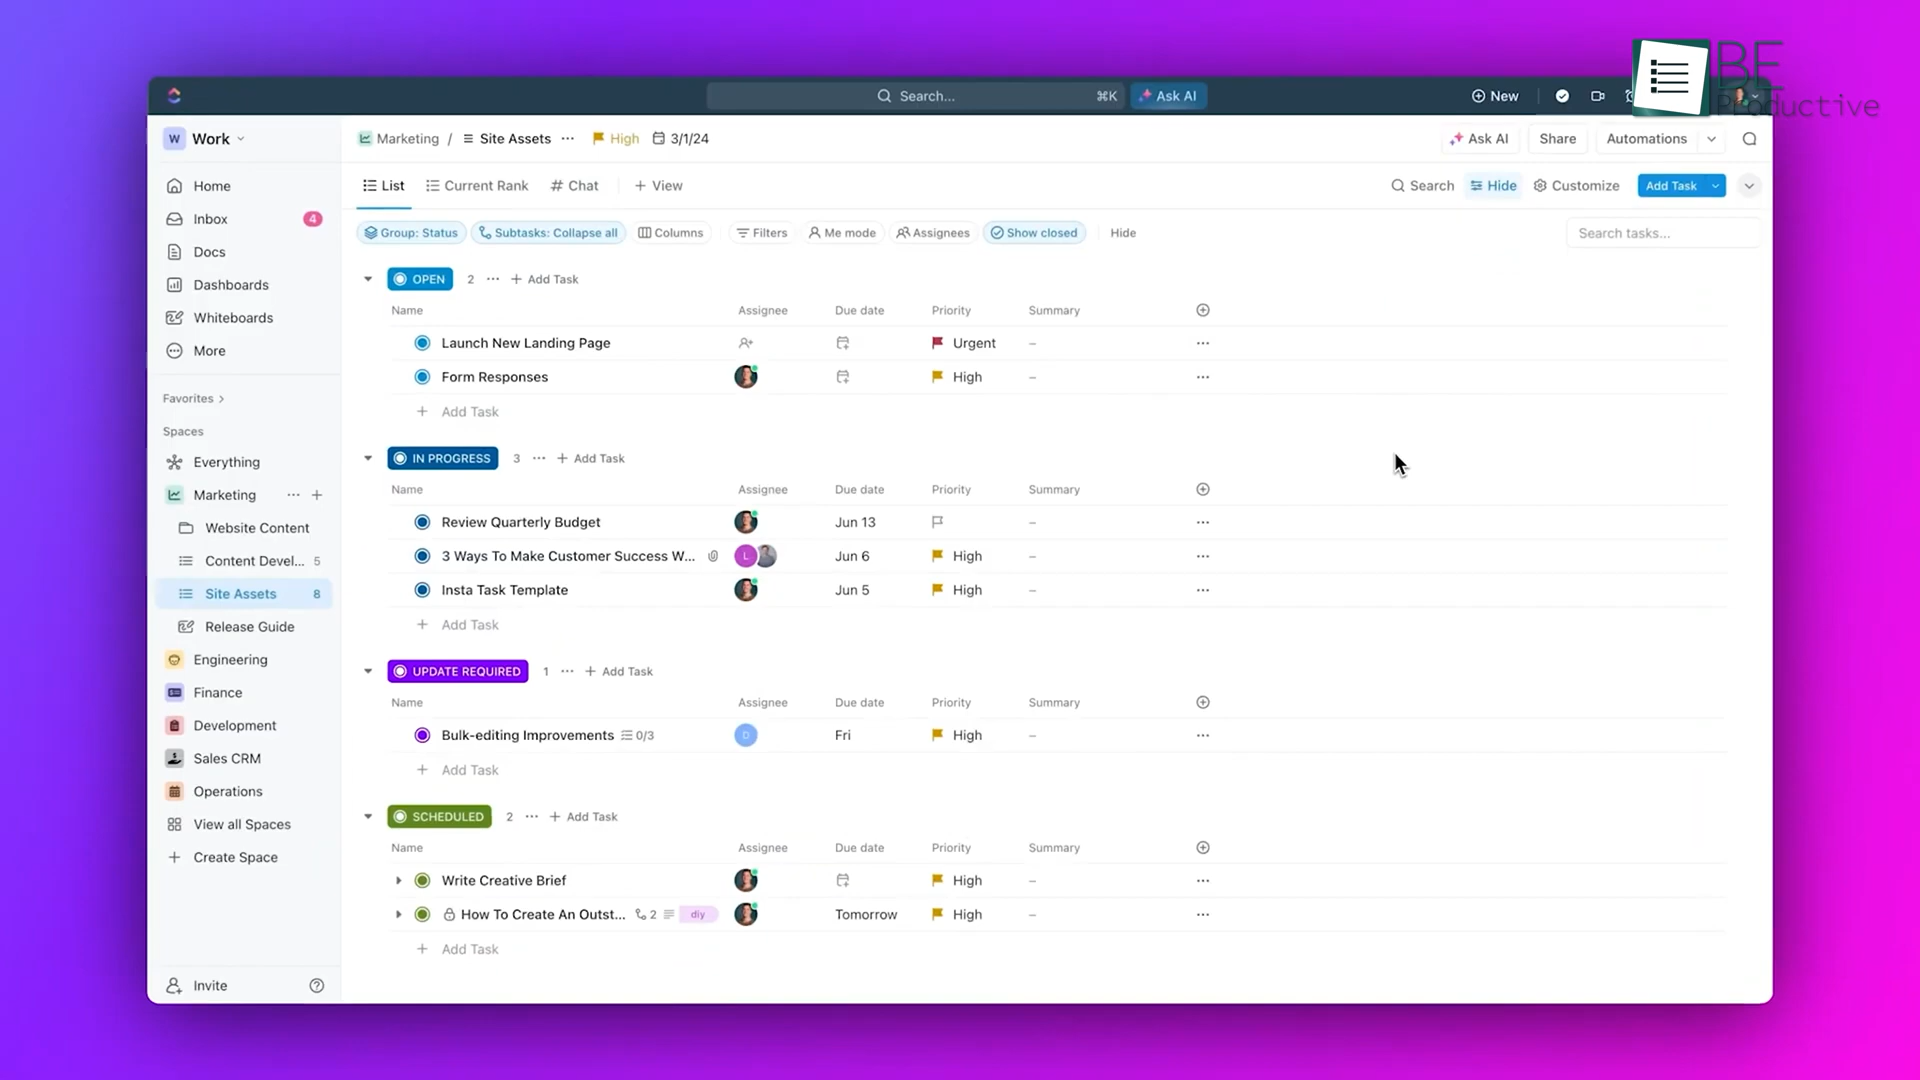 BE
Productive
Search...
⌘K
Ask AI
New
W
Work
Marketing / Site Assets ... High 3/1/24
Ask AI
Share
Automations
Home
Inbox 4
Docs
Dashboards
Whiteboards
More
Favorites
Spaces
Everything
Marketing ... +
Website Content
Content Devel... 5
Site Assets 8
Release Guide
Engineering
Finance
Development
Sales CRM
Operations
View all Spaces
+ Create Space
Invite
List
Current Rank
# Chat
+ View
Search
Hide
Customize
Add Task
Group: Status
Subtasks: Collapse all
Columns
Filters
Me mode
Assignees
Show closed
Hide
Search tasks...
OPEN 2 ... + Add Task
Name Assignee Due date Priority Summary
Launch New Landing Page Urgent – ...
Form Responses High – ...
+ Add Task
IN PROGRESS 3 ... + Add Task
Name Assignee Due date Priority Summary
Review Quarterly Budget Jun 13 – ...
3 Ways To Make Customer Success W... L Jun 6 High – ...
Insta Task Template Jun 5 High – ...
+ Add Task
UPDATE REQUIRED 1 ... + Add Task
Name Assignee Due date Priority Summary
Bulk-editing Improvements 0/3 D Fri High – ...
+ Add Task
SCHEDULED 2 ... + Add Task
Name Assignee Due date Priority Summary
Write Creative Brief High – ...
How To Create An Outst... 2 diy Tomorrow High – ...
+ Add Task